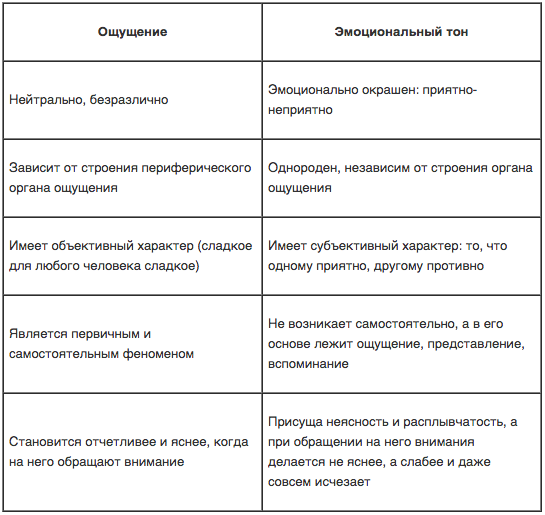 Ощущение
Эмоциональный тон
Нейтрально, безразлично
Эмоционально окрашен: приятно-
неприятно
Зависит от строения периферического
органа ощущения
Однороден, независим от строения органа
ощущения
Имеет объективный характер (сладкое
для любого человека сладкое)
Имеет субъективный характер: то, что
одному приятно, другому противно
Является первичным и
самостоятельным феноменом
Не возникает самостоятельно, а в его
основе лежит ощущение, представление,
вспоминание
Становится отчетливее и яснее, когда
на него обращают внимание
Присуща неясность и расплывчатость, а
при обращении на него внимания
делается не яснее, а слабее и даже
совсем исчезает